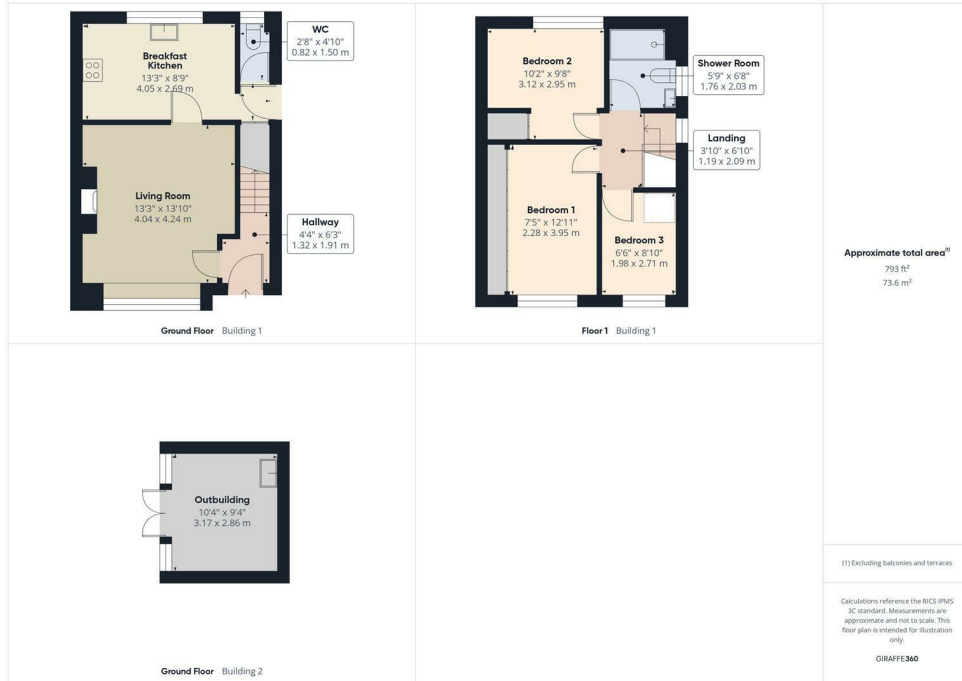 WC
2'8" x 4'10"
0.82 x 1.50 m
Breakfast
Kitchen
13'3" x 8'9"
4.05 x 2.69 m
Living Room
13'3" x 13'10"
4.04 x 4.24 m
Hallway
4'4" x 6'3"
1.32 x 1.91 m
Ground Floor Building 1
Bedroom 2
10'2" x 9'8"
3.12 x 2.95 m
Shower Room
5'9" x 6'8"
1.76 x 2.03 m
Landing
3'10" x 6'10"
1.19 x 2.09 m
Bedroom 1
7'5" x 12'11"
2.28 x 3.95 m
Bedroom 3
6'6" x 8'10"
1.98 x 2.71 m
Floor 1 Building 1
Outbuilding
10'4" x 9'4"
3.17 x 2.86 m
Ground Floor Building 2
Approximate total area(1)
793 ft²
73.6 m²
(1) Excluding balconies and terraces
Calculations reference the RICS IPMS
3C standard. Measurements are
approximate and not to scale. This
floor plan is intended for illustration
only.
GIRAFFE360